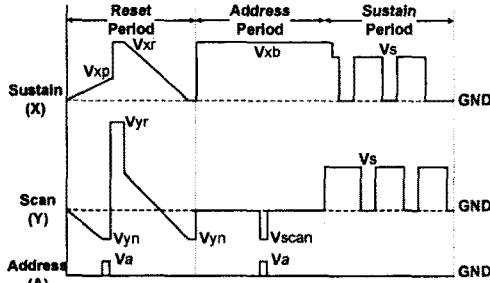 Reset Period
Address Period
Sustain Period
Vxp
Vxr
Vxb
Vs
Sustain (X)
GND
Vyr
Vs
Scan (Y)
GND
Vyn
Vyn
Vscan
Va
Va
Address (A)
GND